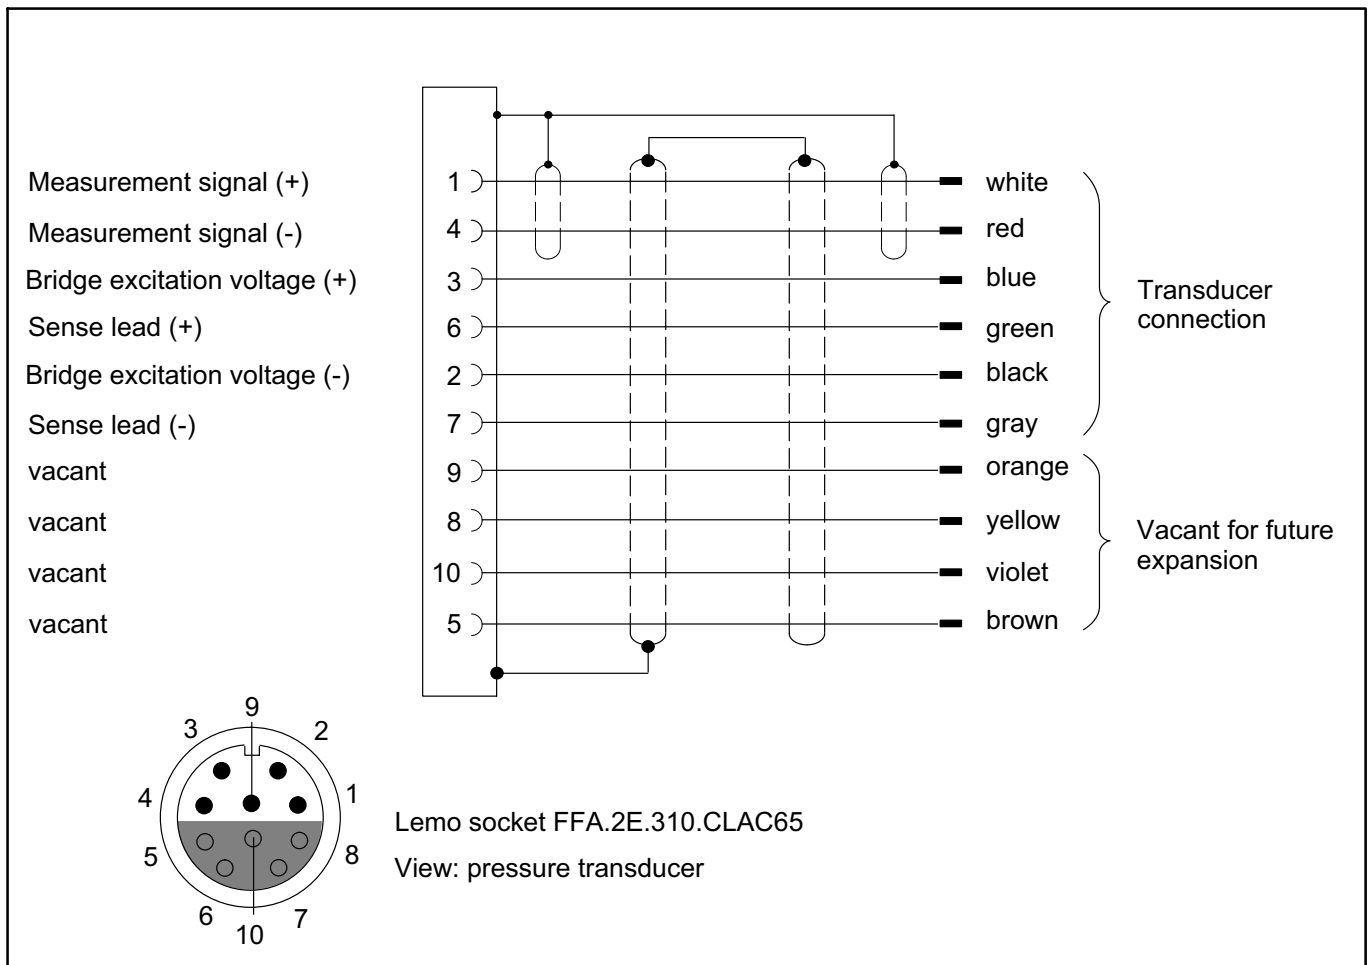 Measurement signal (+) 1 white
Measurement signal (-) 4 red
Bridge excitation voltage (+) 3 blue
Sense lead (+) 6 green
Bridge excitation voltage (-) 2 black
Sense lead (-) 7 gray
Transducer
connection
vacant 9 orange
vacant 8 yellow
vacant 10 violet
vacant 5 brown
Vacant for future
expansion
9
3 2
4 1
5 8
6 7
10
Lemo socket FFA.2E.310.CLAC65
View: pressure transducer